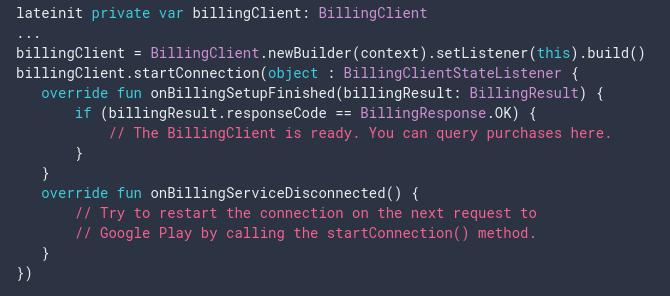 lateinit private var billingClient: BillingClient
...
billingClient = BillingClient.newBuilder(context).setListener(this).build()
billingClient.startConnection(object : BillingClientStateListener {
   override fun onBillingSetupFinished(billingResult: BillingResult) {
       if (billingResult.responseCode == BillingResponse.OK) {
           // The BillingClient is ready. You can query purchases here.
       }
   }
   override fun onBillingServiceDisconnected() {
       // Try to restart the connection on the next request to
       // Google Play by calling the startConnection() method.
   }
})